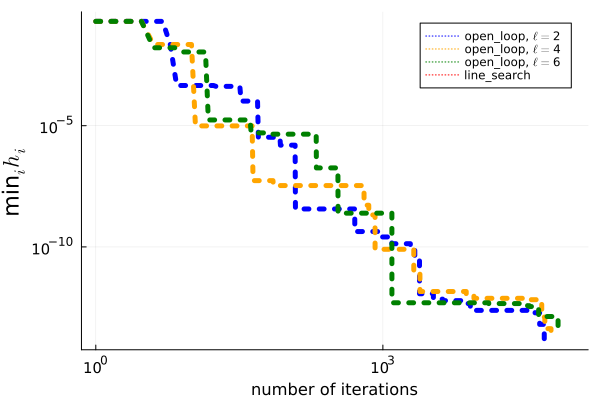 open_loop, ℓ = 2
open_loop, ℓ = 4
open_loop, ℓ = 6
line_search
min_i h_i
10^-5
10^-10
10^0
10^3
number of iterations